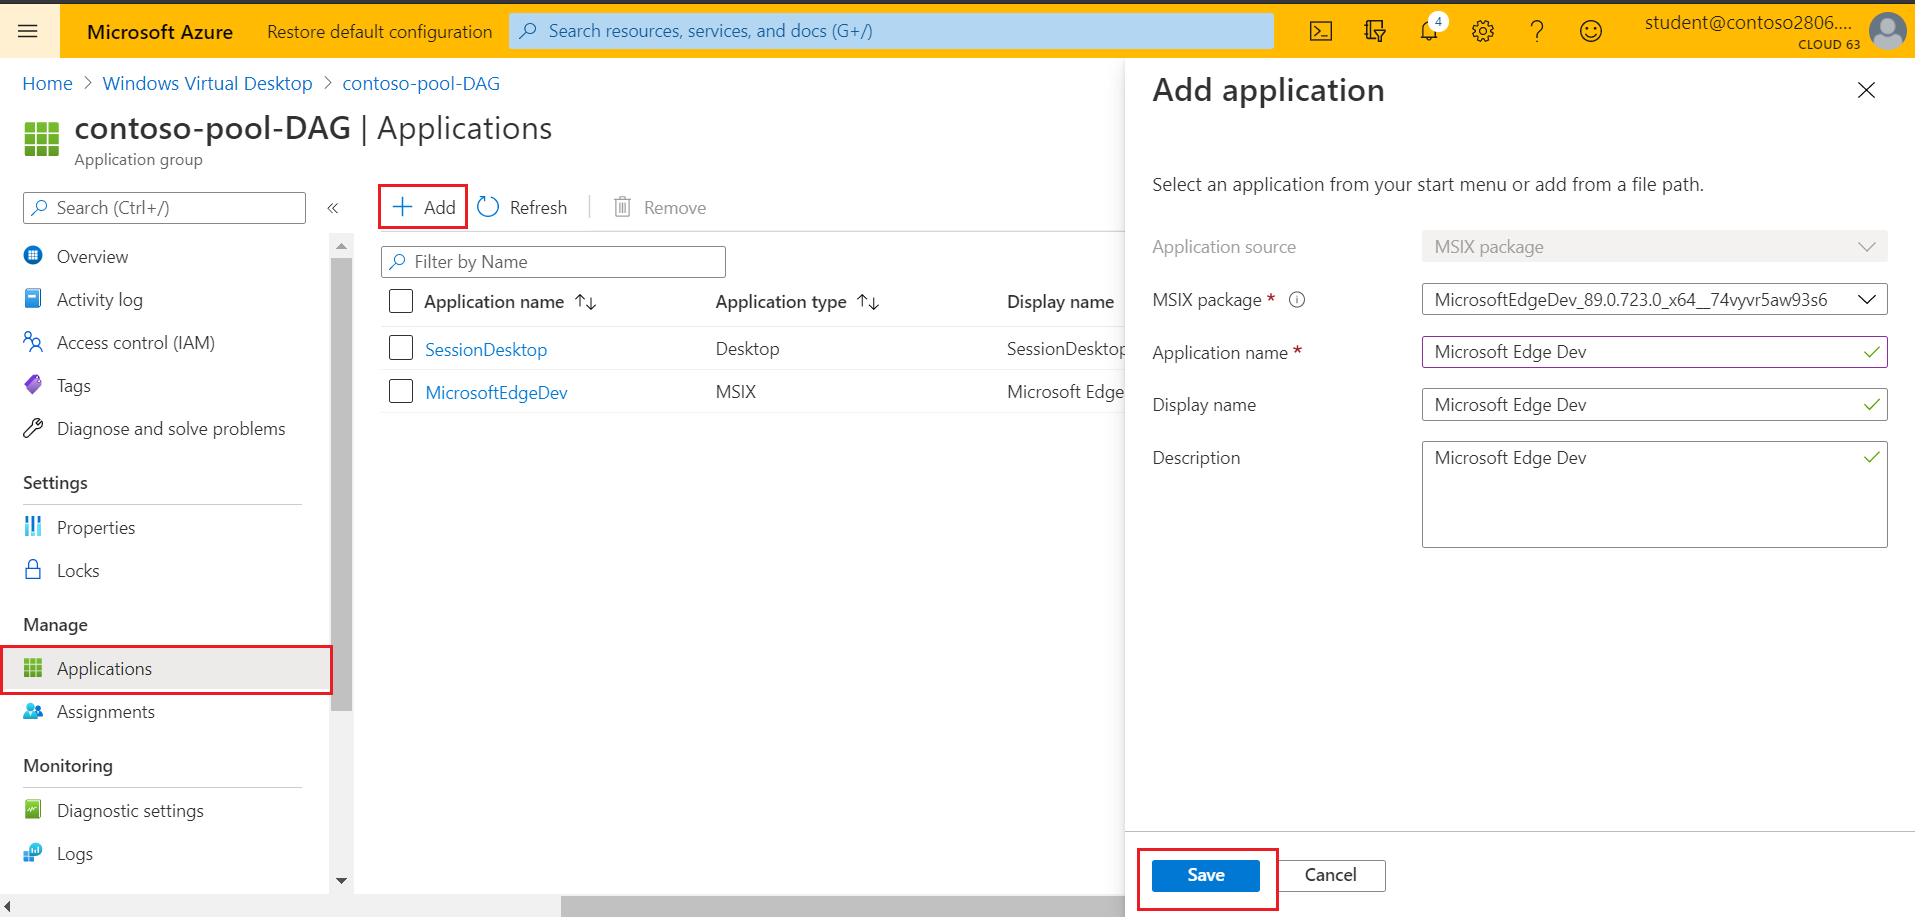 Microsoft Azure
Restore default configuration
Search resources, services, and docs (G+/)
4
student@contoso2806....
CLOUD 63
Home > Windows Virtual Desktop > contoso-pool-DAG
contoso-pool-DAG | Applications
Application group
Search (Ctrl+/)
«
Overview
Activity log
Access control (IAM)
Tags
Diagnose and solve problems
Settings
Properties
Locks
Manage
Applications
Assignments
Monitoring
Diagnostic settings
Logs
+ Add
Refresh
Remove
Filter by Name
Application name ↑↓ Application type ↑↓ Display name
SessionDesktop Desktop SessionDesktop
MicrosoftEdgeDev MSIX Microsoft Edge
Add application
Select an application from your start menu or add from a file path.
Application source MSIX package
MSIX package * MicrosoftEdgeDev_89.0.723.0_x64__74vyvr5aw93s6
Application name * Microsoft Edge Dev
Display name Microsoft Edge Dev
Description Microsoft Edge Dev
Save
Cancel